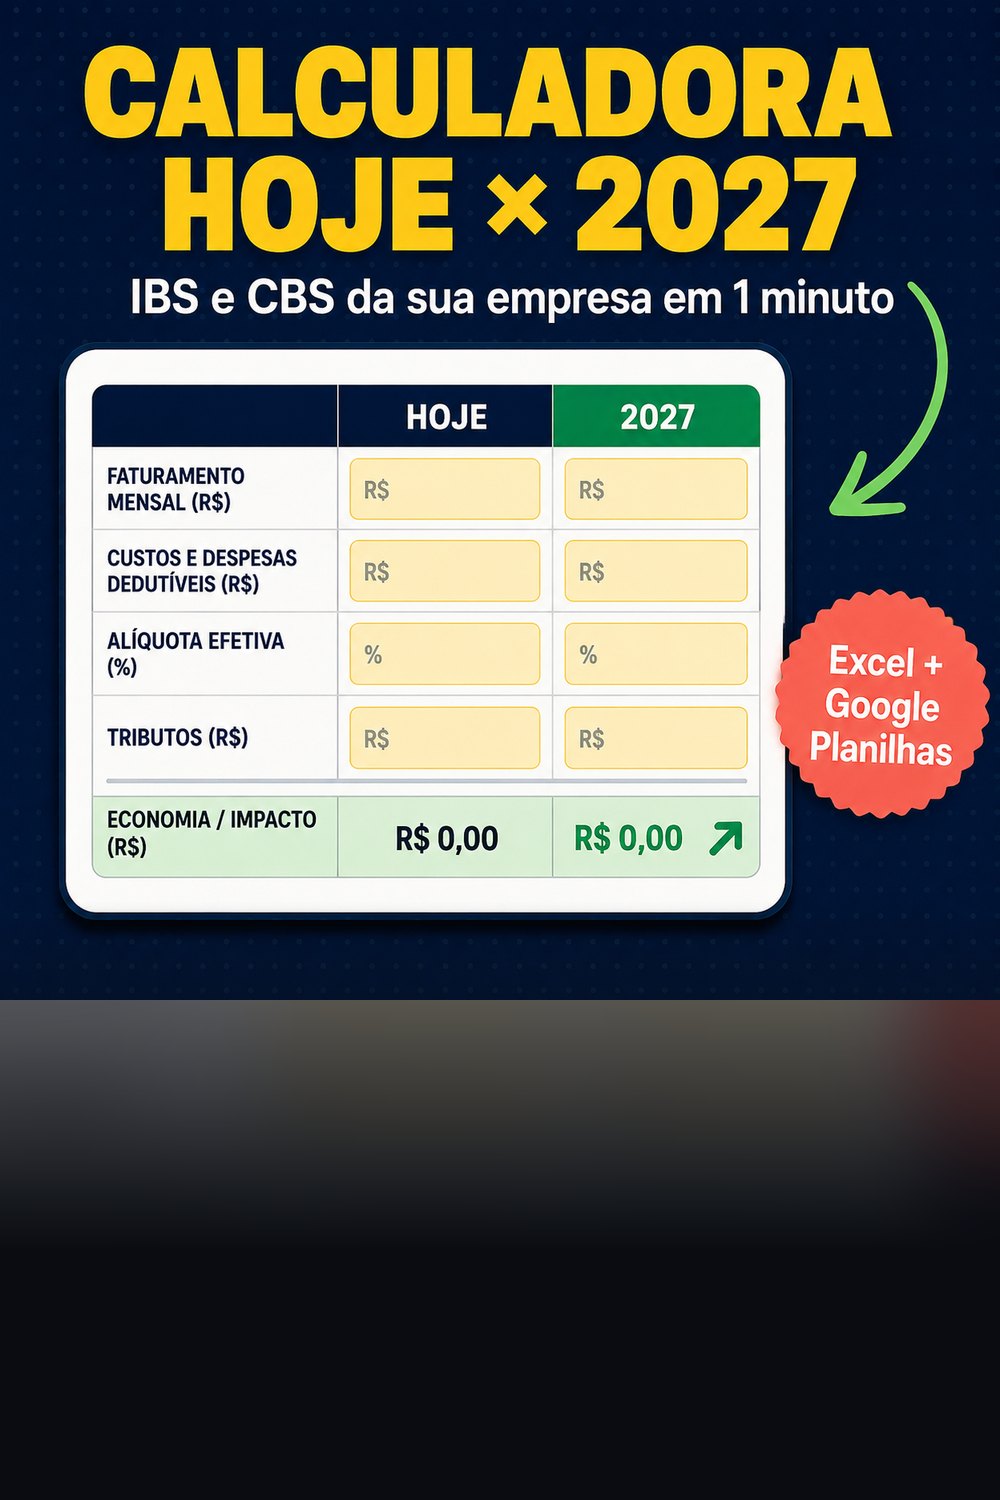 CALCULADORA
HOJE × 2027
IBS e CBS da sua empresa em 1 minuto
HOJE
2027
FATURAMENTO
MENSAL (R$)
R$
R$
CUSTOS E DESPESAS
DEDUTÍVEIS (R$)
R$
R$
ALÍQUOTA EFETIVA
(%)
%
%
TRIBUTOS (R$)
R$
R$
ECONOMIA / IMPACTO
(R$)
R$ 0,00
R$ 0,00
Excel +
Google
Planilhas